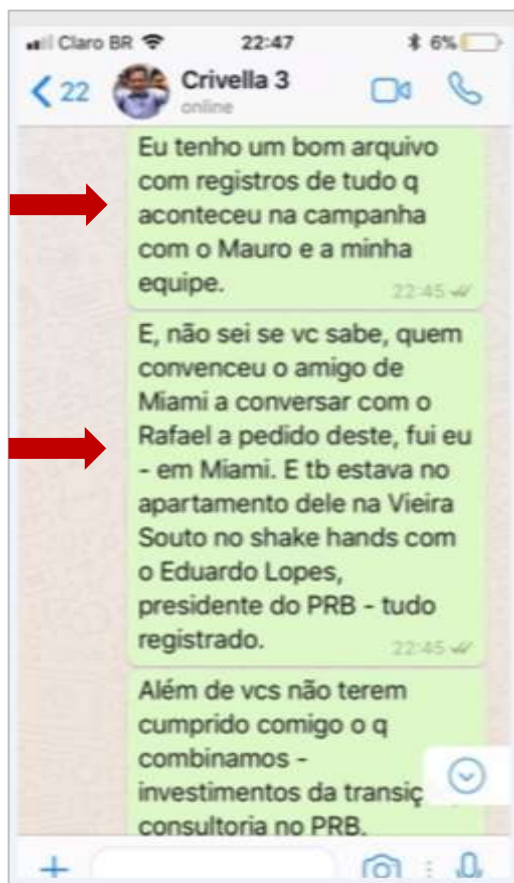 Claro BR 22:47 6%
22 Crivella 3
online
Eu tenho um bom arquivo
com registros de tudo q
aconteceu na campanha
com o Mauro e a minha
equipe.
22:45
E, não sei se vc sabe, quem
convenceu o amigo de
Miami a conversar com o
Rafael a pedido deste, fui eu
- em Miami. E tb estava no
apartamento dele na Vieira
Souto no shake hands com
o Eduardo Lopes,
presidente do PRB - tudo
registrado.
22:45
Além de vcs não terem
cumprido comigo o q
combinamos -
investimentos da transiç
consultoria no PRB.